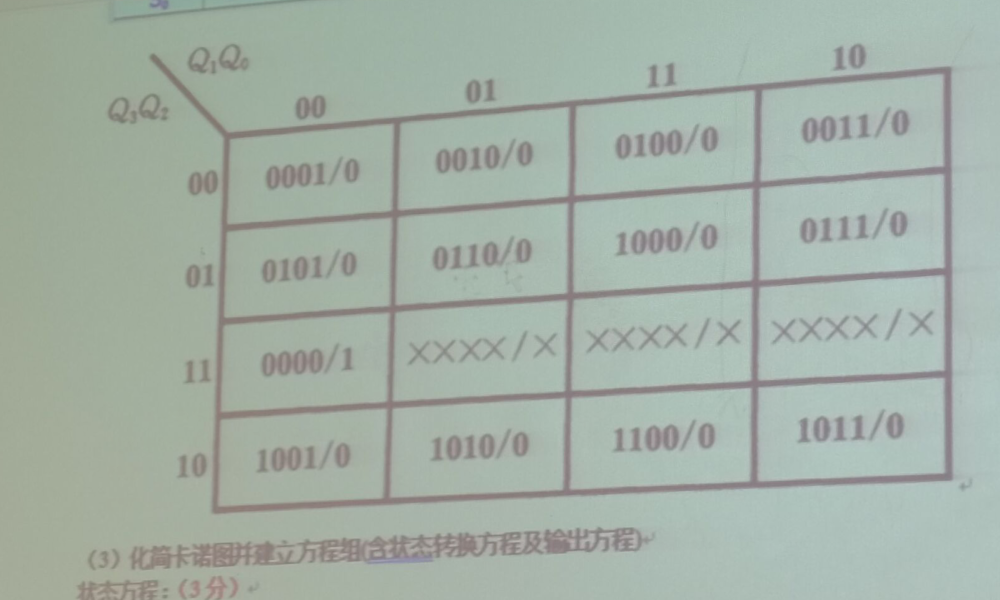 S₀
Q₁Q₀
Q₃Q₂
00 01 11 10
00 0001/0 0010/0 0100/0 0011/0
01 0101/0 0110/0 1000/0 0111/0
11 0000/1 ××××/× ××××/× ××××/×
10 1001/0 1010/0 1100/0 1011/0
（3）化简卡诺图并建立方程组(含状态转换方程及输出方程)
状态方程：（3 分）